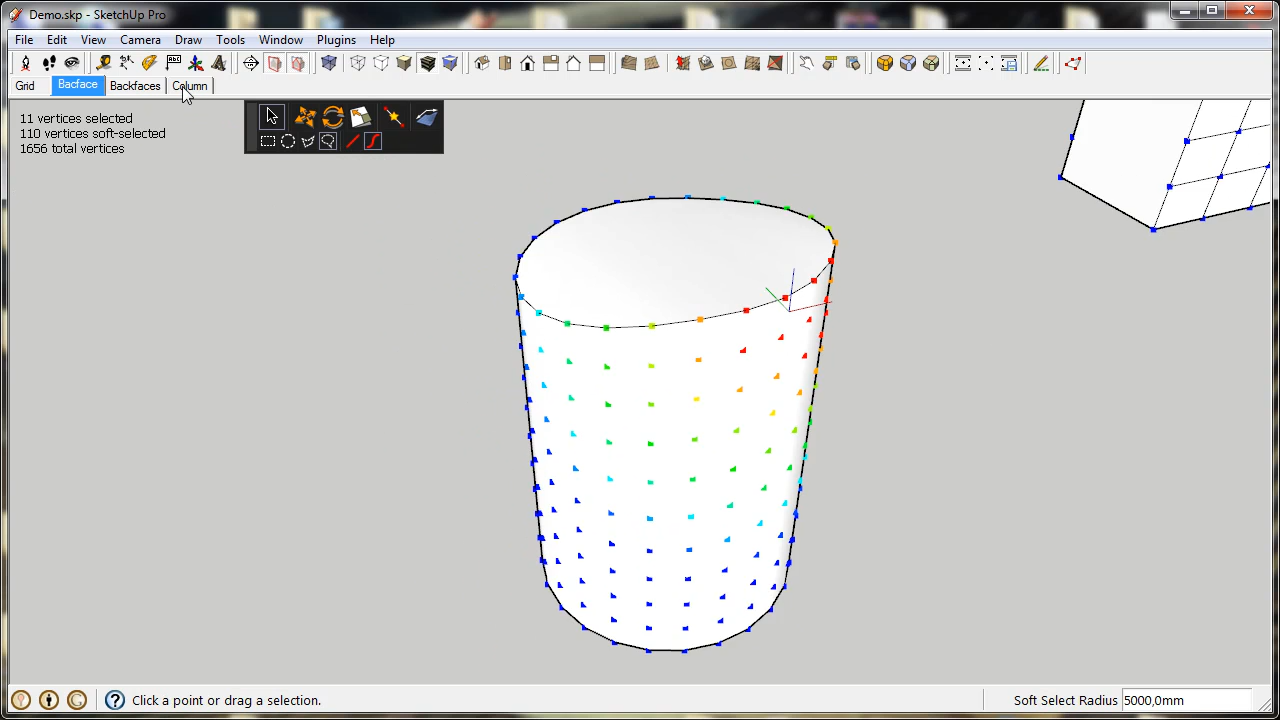 Demo.skp - SketchUp Pro
File Edit View Camera Draw Tools Window Plugins Help
Grid Bacface Backfaces Column
11 vertices selected
110 vertices soft-selected
1656 total vertices
Click a point or drag a selection. Soft Select Radius 5000,0mm